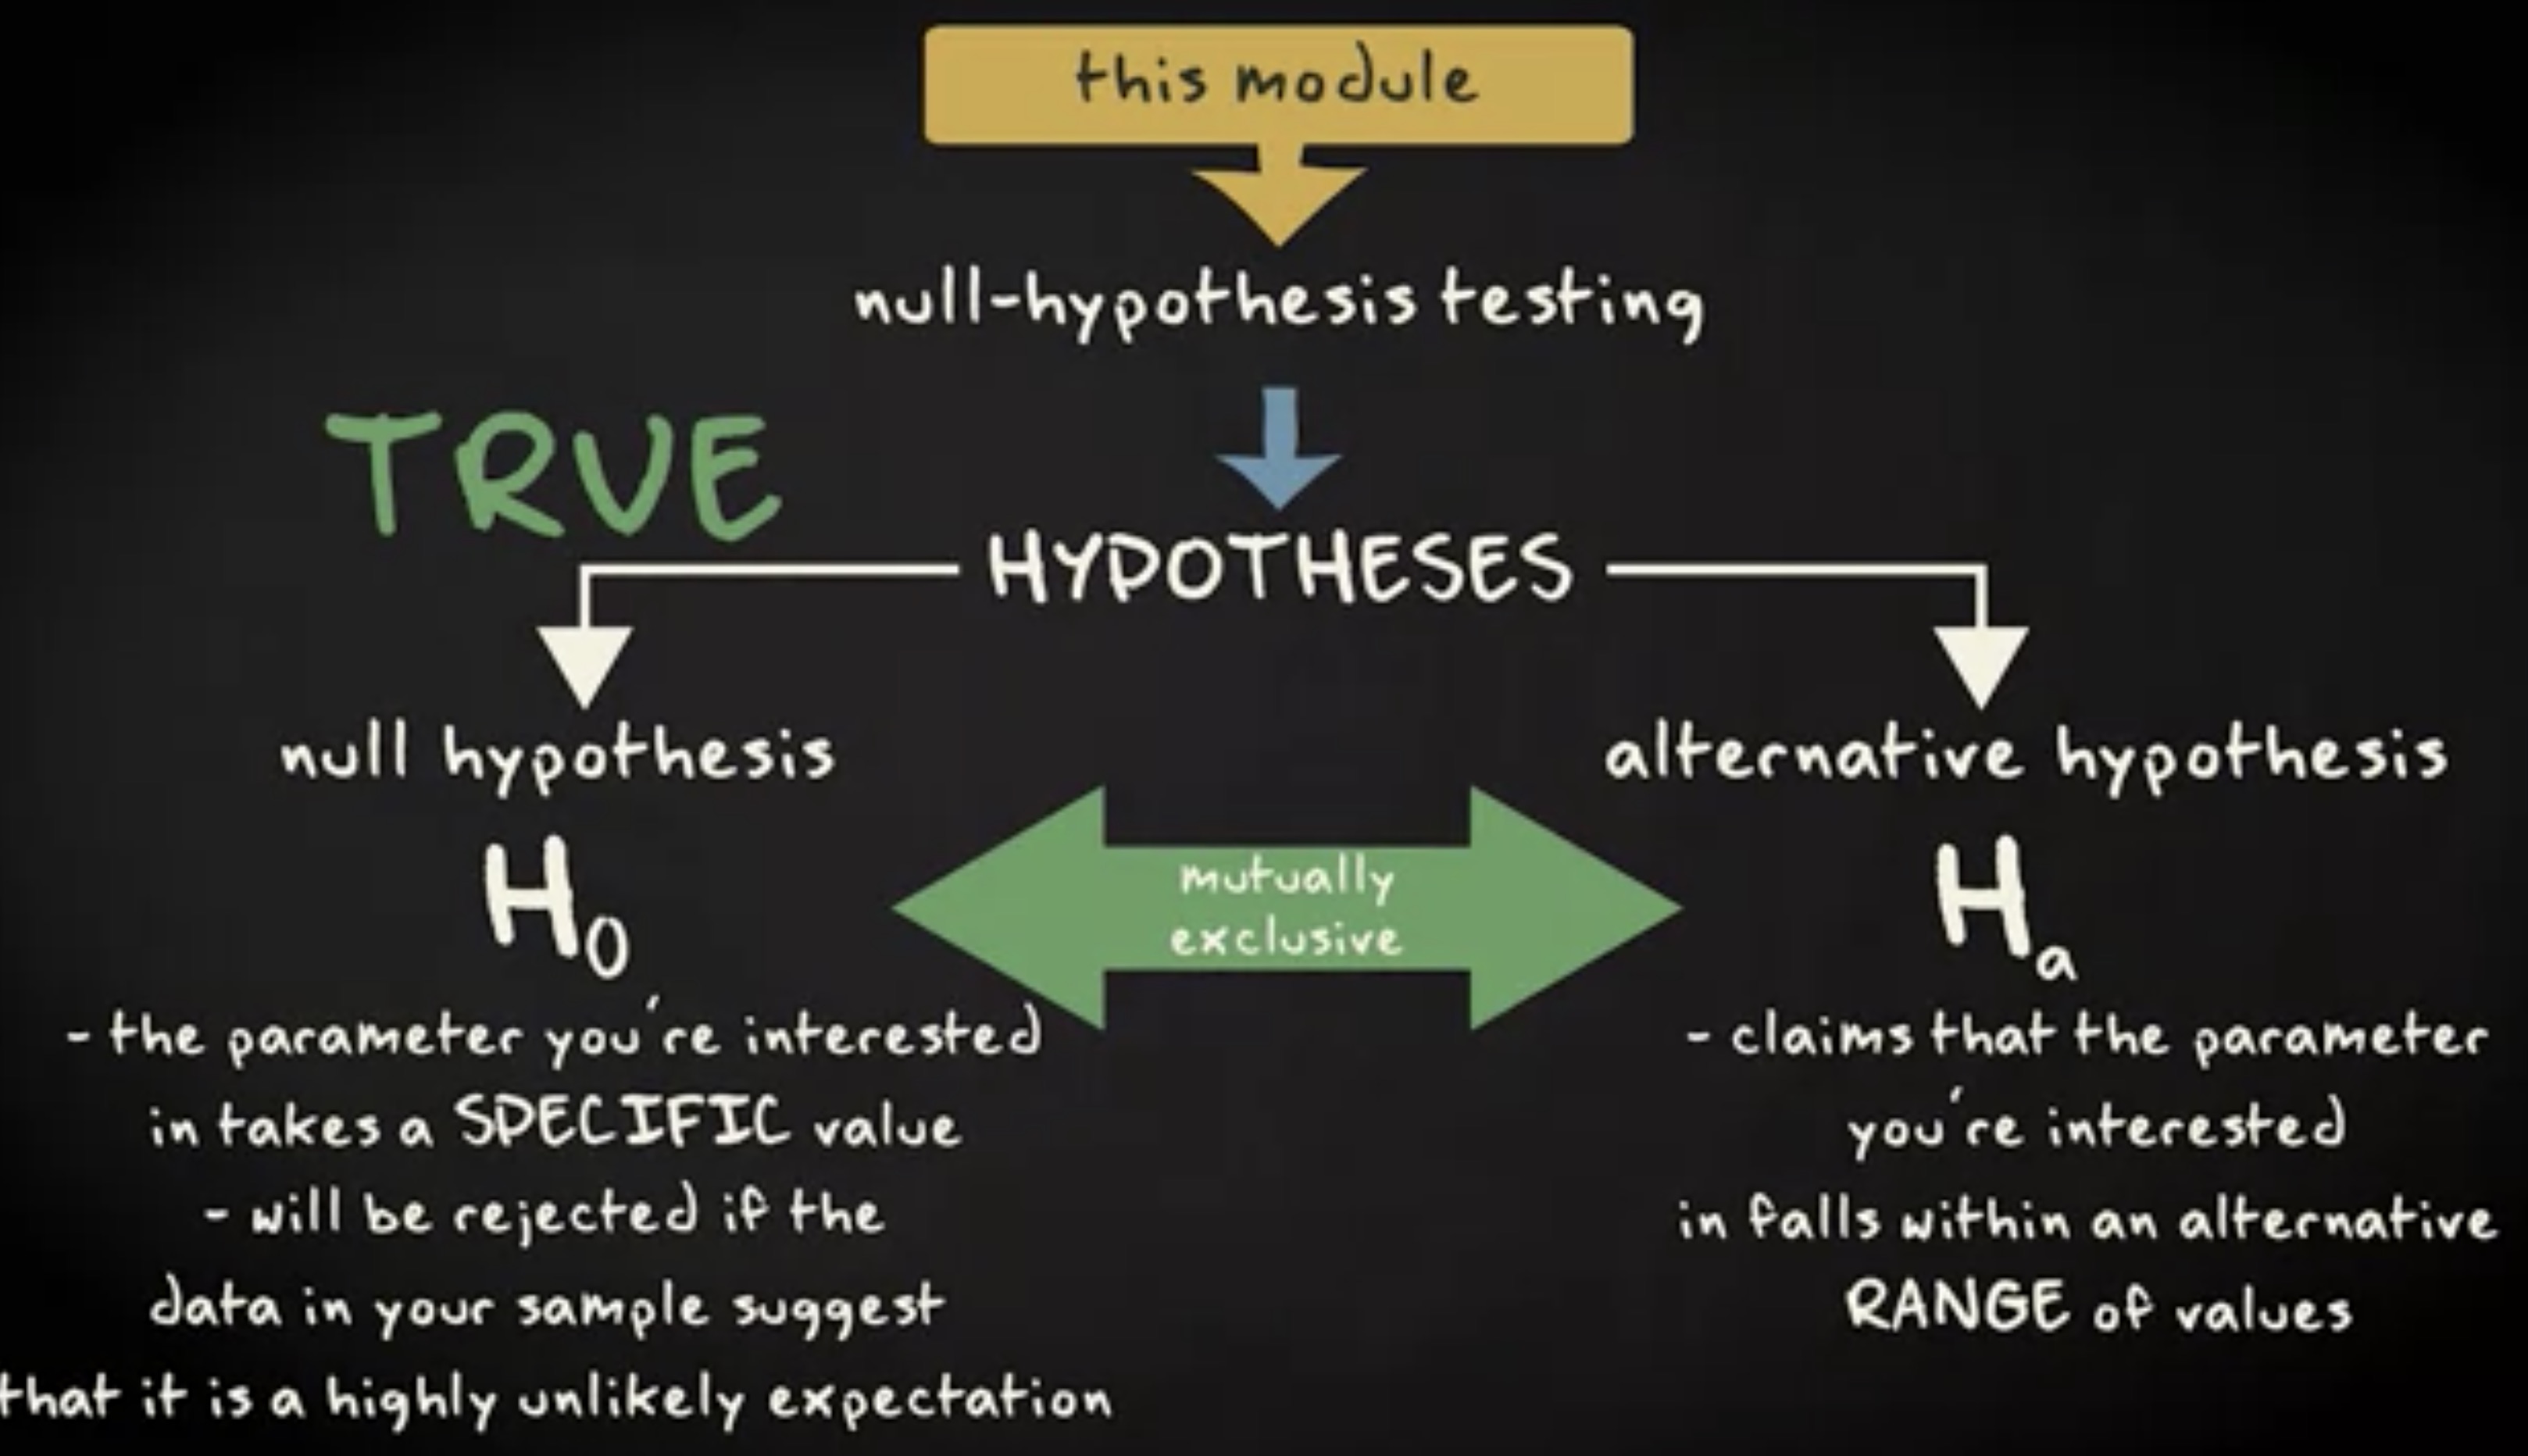 this module
null-hypothesis testing
TRUE
HYPOTHESES
null hypothesis
alternative hypothesis
H0
mutually
exclusive
Ha
- the parameter you're interested
in takes a SPECIFIC value
- will be rejected if the
data in your sample suggest
that it is a highly unlikely expectation
- claims that the parameter
you're interested
in falls within an alternative
RANGE of values